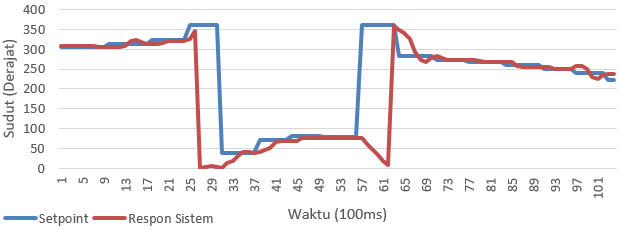 400
350
300
250
200
150
100
50
0
Sudut (Derajat)
1 5 9 13 17 21 25 29 33 37 41 45 49 53 57 61 65 69 73 77 81 85 89 93 97 101
Waktu (100ms)
Setpoint Respon Sistem